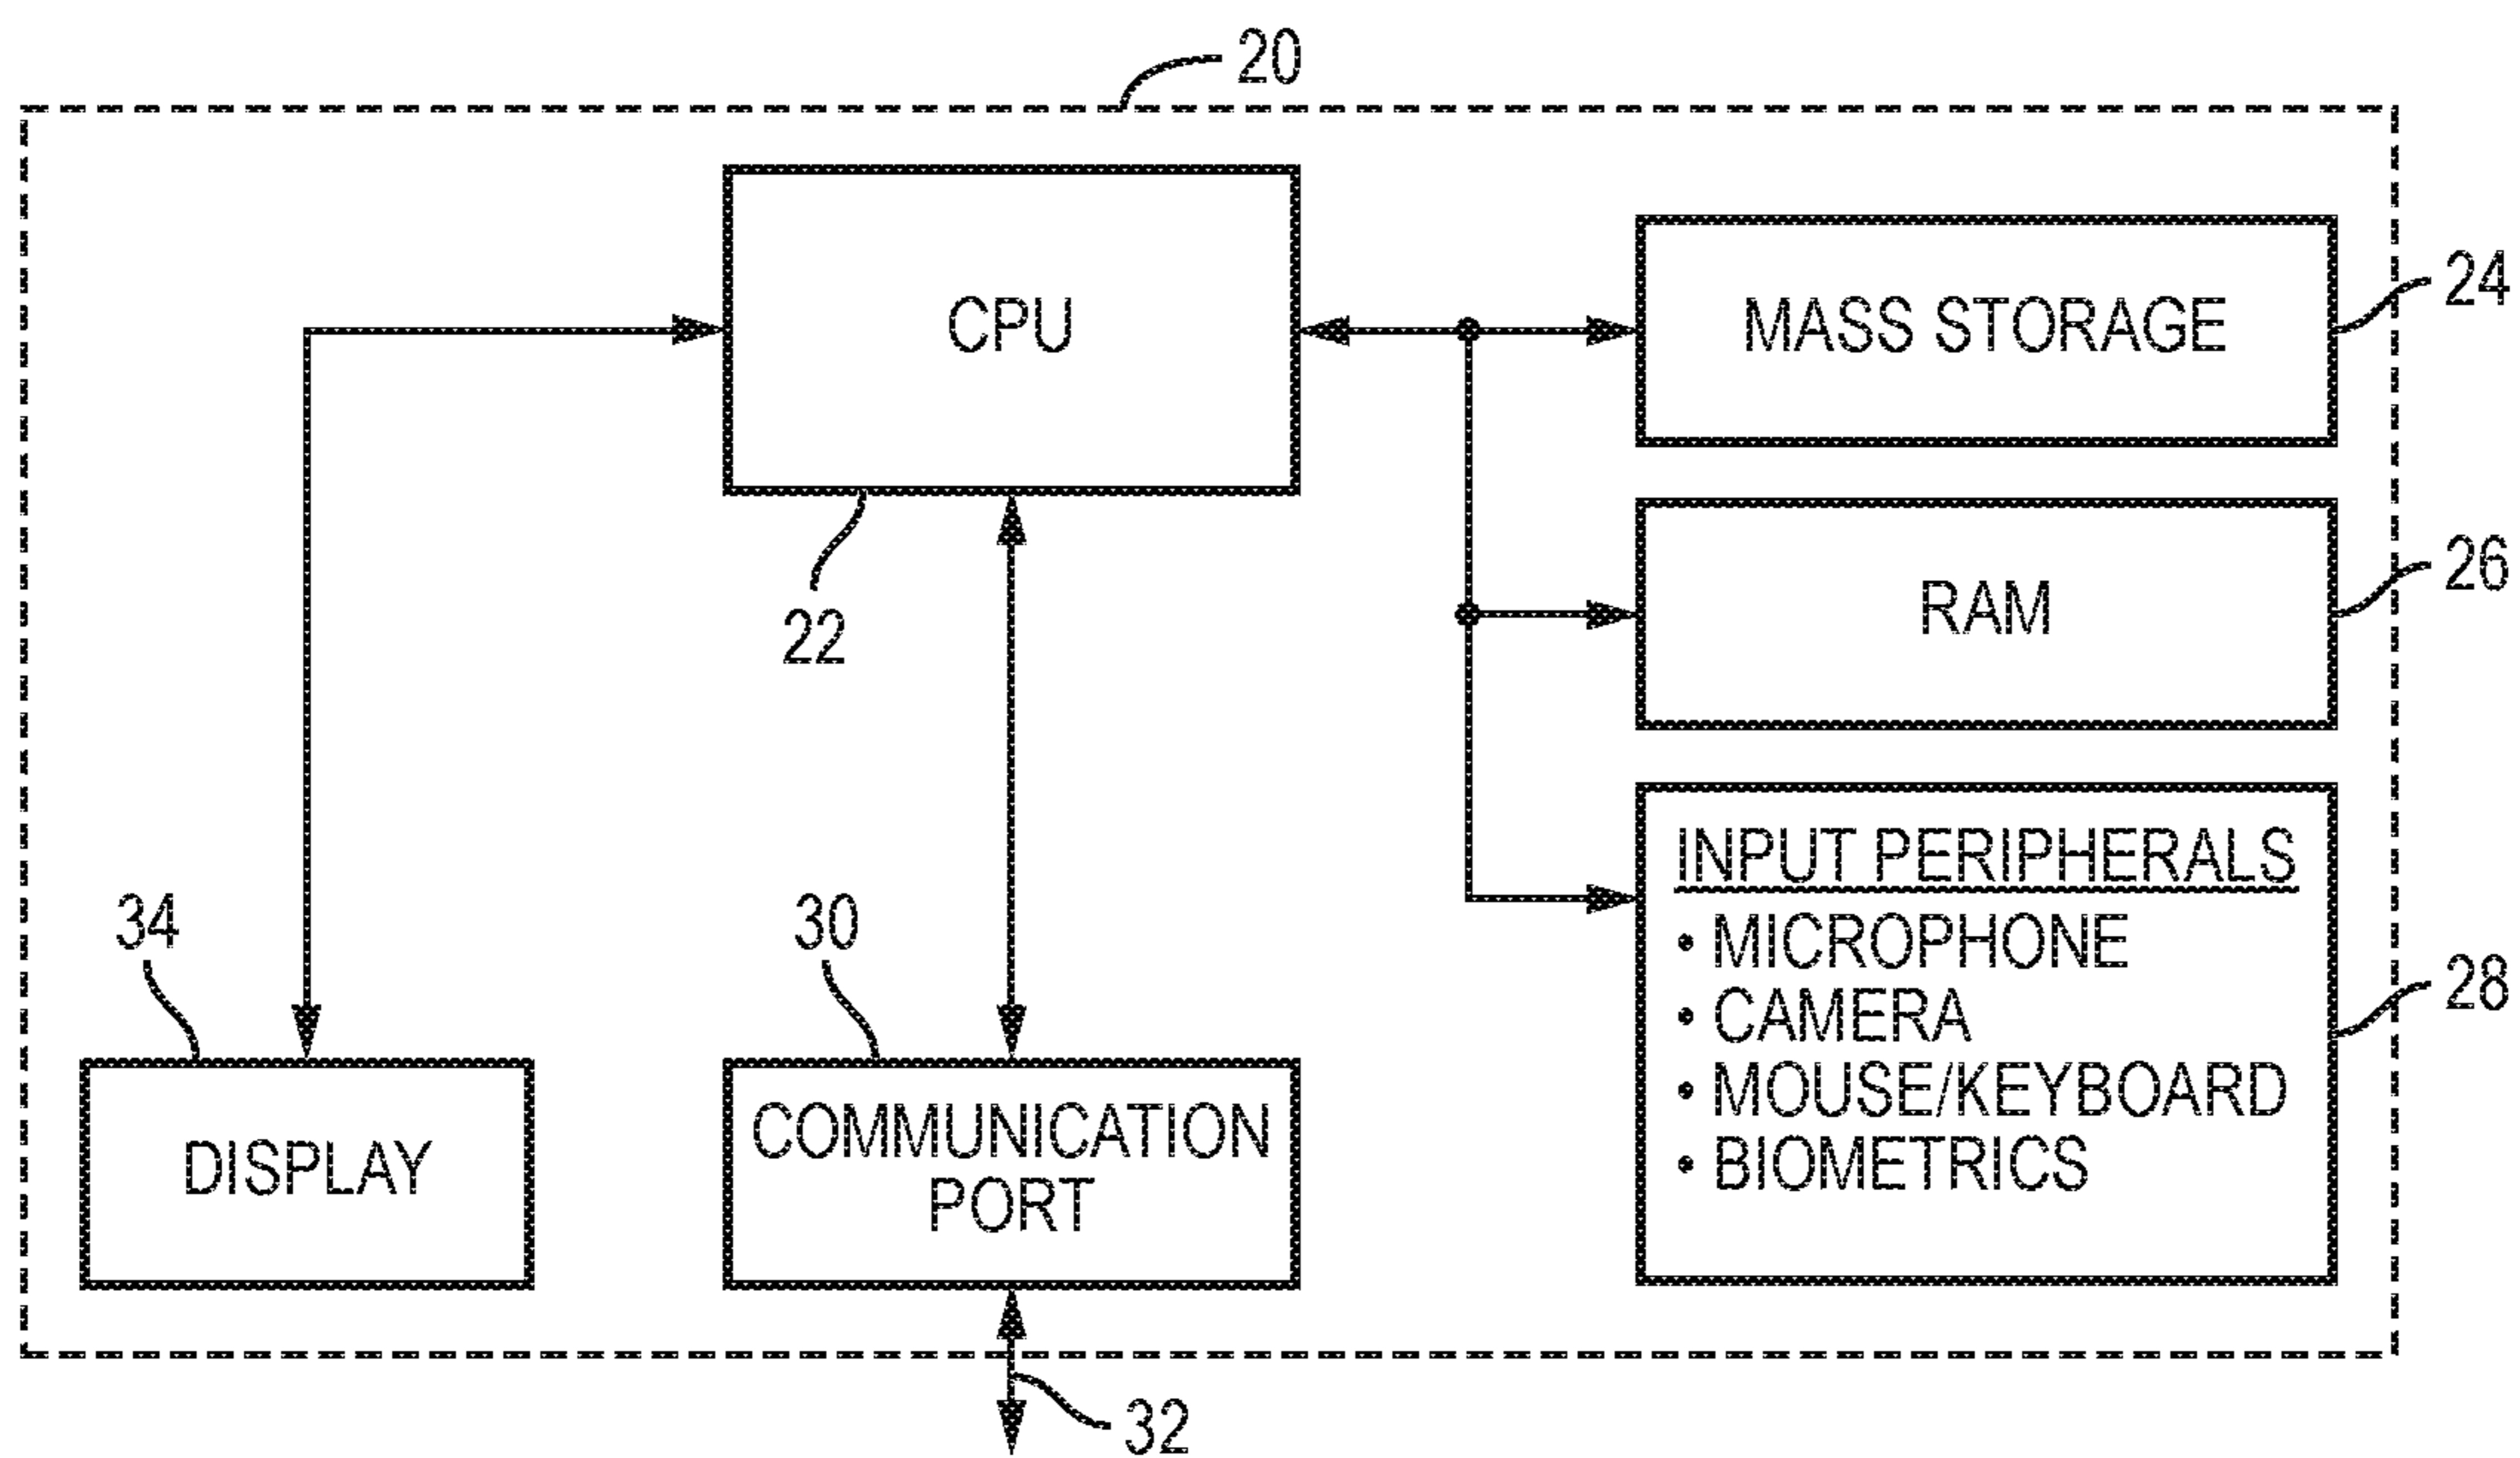 20
CPU
MASS STORAGE
24
RAM
26
22
INPUT PERIPHERALS
• MICROPHONE
• CAMERA
• MOUSE/KEYBOARD
• BIOMETRICS
28
34
30
DISPLAY
COMMUNICATION
PORT
32